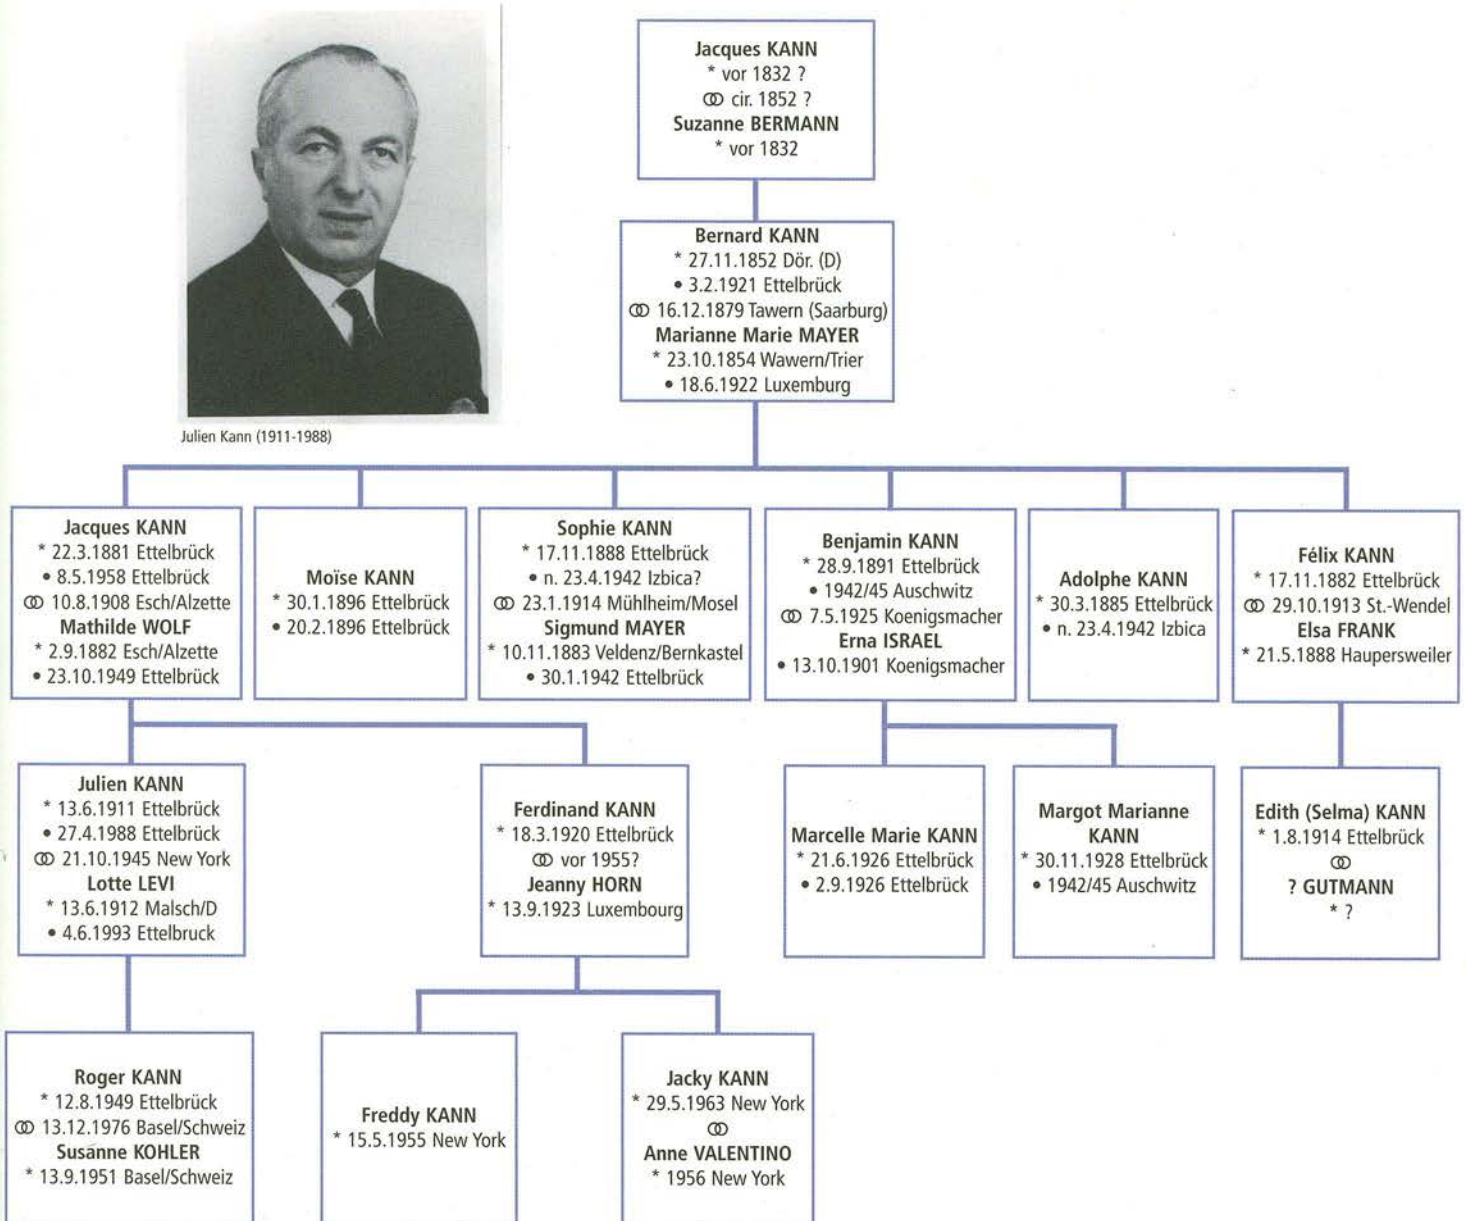 Jacques KANN
* vor 1832 ?
⚭ cir. 1852 ?
Suzanne BERMANN
* vor 1832
Bernard KANN
* 27.11.1852 Dör. (D)
• 3.2.1921 Ettelbrück
⚭ 16.12.1879 Tawern (Saarburg)
Marianne Marie MAYER
* 23.10.1854 Wawern/Trier
• 18.6.1922 Luxemburg
Julien Kann (1911-1988)
Jacques KANN
* 22.3.1881 Ettelbrück
• 8.5.1958 Ettelbrück
⚭ 10.8.1908 Esch/Alzette
Mathilde WOLF
* 2.9.1882 Esch/Alzette
• 23.10.1949 Ettelbrück
Moïse KANN
* 30.1.1896 Ettelbrück
• 20.2.1896 Ettelbrück
Sophie KANN
* 17.11.1888 Ettelbrück
• n. 23.4.1942 Izbica?
⚭ 23.1.1914 Mühlheim/Mosel
Sigmund MAYER
* 10.11.1883 Veldenz/Bernkastel
• 30.1.1942 Ettelbrück
Benjamin KANN
* 28.9.1891 Ettelbrück
• 1942/45 Auschwitz
⚭ 7.5.1925 Koenigsmacher
Erna ISRAEL
• 13.10.1901 Koenigsmacher
Adolphe KANN
* 30.3.1885 Ettelbrück
• n. 23.4.1942 Izbica
Félix KANN
* 17.11.1882 Ettelbrück
⚭ 29.10.1913 St.-Wendel
Elsa FRANK
* 21.5.1888 Haupersweiler
Julien KANN
* 13.6.1911 Ettelbrück
• 27.4.1988 Ettelbrück
⚭ 21.10.1945 New York
Lotte LEVI
* 13.6.1912 Malsch/D
• 4.6.1993 Ettelbruck
Ferdinand KANN
* 18.3.1920 Ettelbrück
⚭ vor 1955?
Jeanny HORN
* 13.9.1923 Luxembourg
Marcelle Marie KANN
* 21.6.1926 Ettelbrück
• 2.9.1926 Ettelbrück
Margot Marianne
KANN
* 30.11.1928 Ettelbrück
• 1942/45 Auschwitz
Edith (Selma) KANN
* 1.8.1914 Ettelbrück
⚭
? GUTMANN
* ?
Roger KANN
* 12.8.1949 Ettelbrück
⚭ 13.12.1976 Basel/Schweiz
Susanne KOHLER
* 13.9.1951 Basel/Schweiz
Freddy KANN
* 15.5.1955 New York
Jacky KANN
* 29.5.1963 New York
⚭
Anne VALENTINO
* 1956 New York